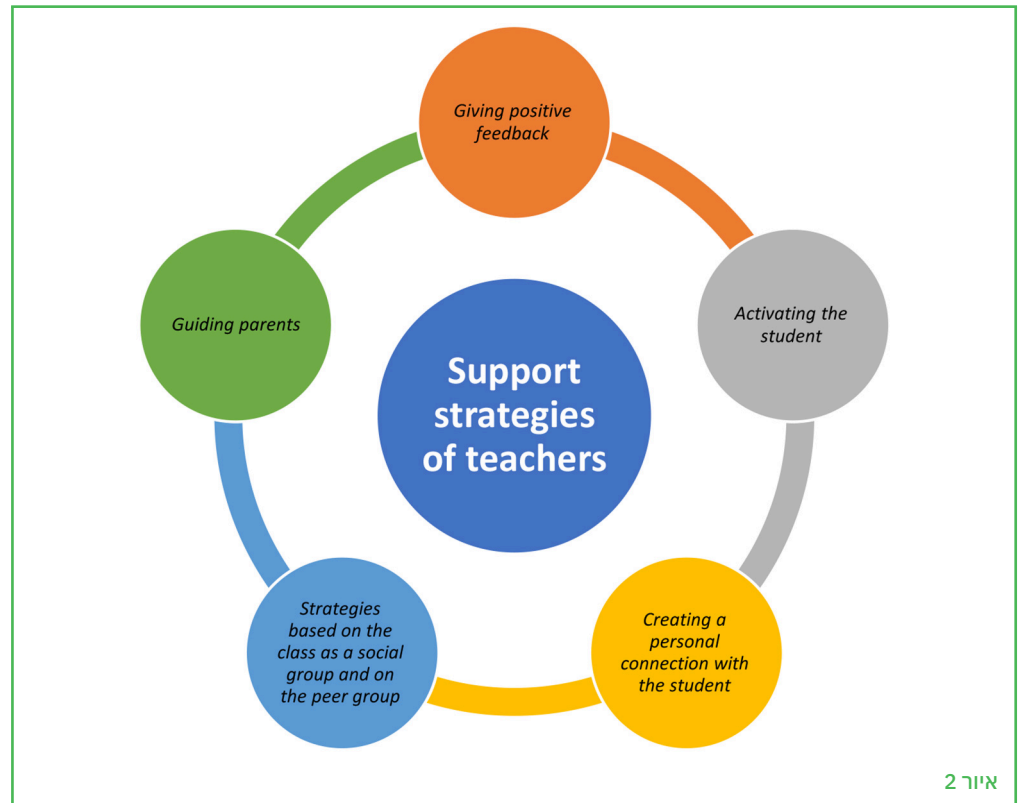 Giving positive
feedback
Activating the
student
Guiding parents
Support
strategies
of teachers
Creating a
personal
connection with
the student
Strategies
based on the
class as a social
group and on
the peer group
איור 2